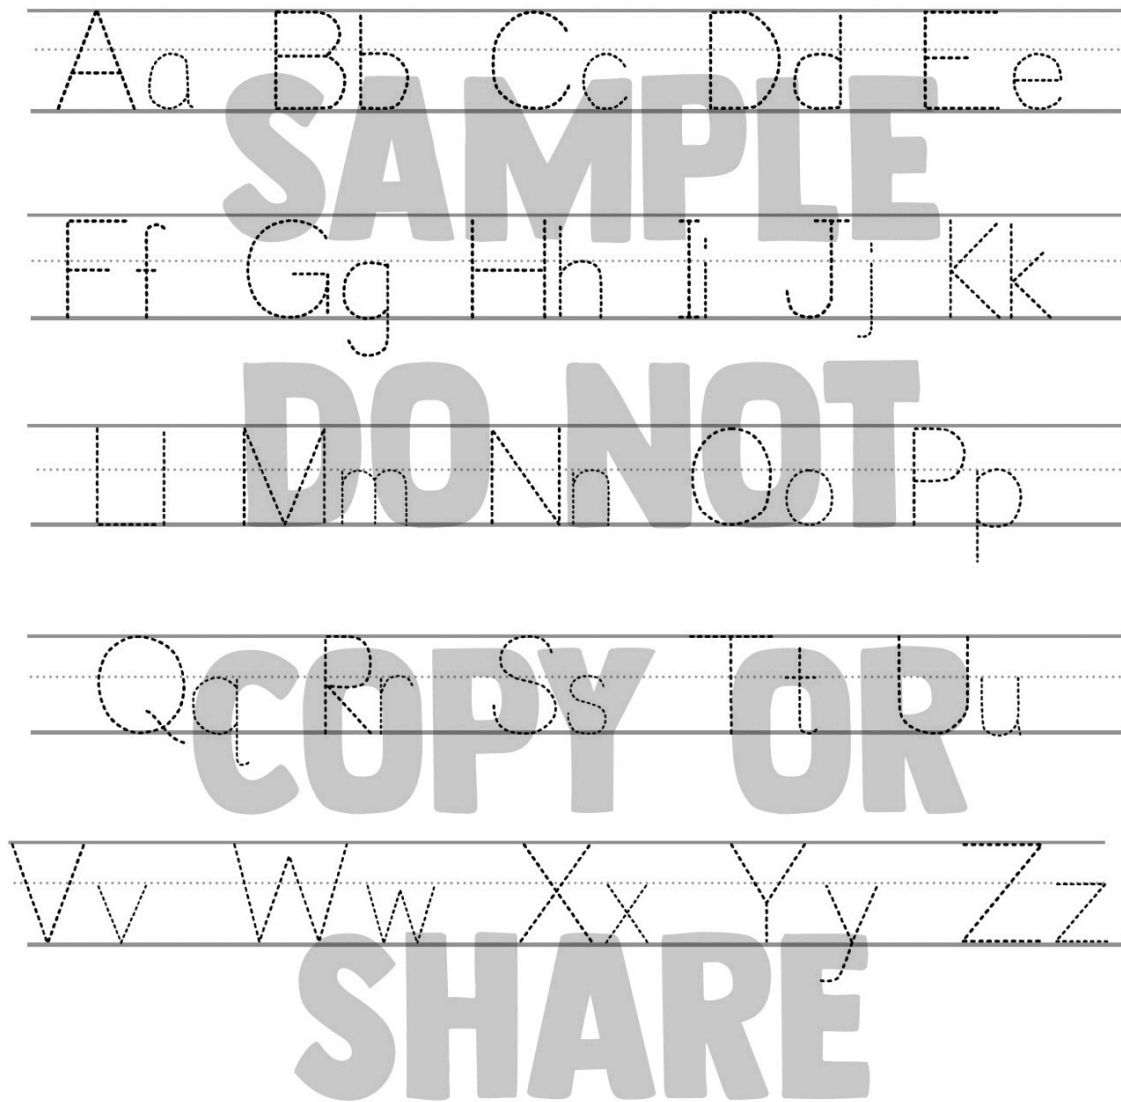 Aa Bb Cc Dd Ee
SAMPLE
Ff Gg Hh Ii Jj Kk
DO NOT
Ll Mm Nn Oo Pp
Qq Rr Ss Tt Uu
COPY OR
Vv Ww Xx Yy Zz
SHARE